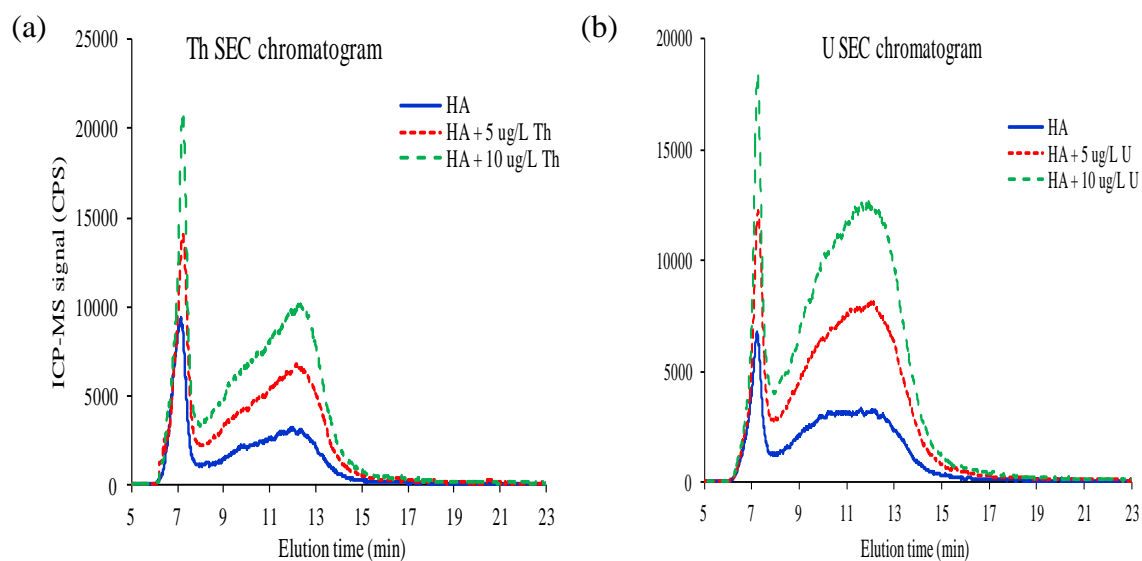 (a)
Th SEC chromatogram
25000
20000
15000
10000
5000
0
ICP-MS signal (CPS)
HA
HA + 5 ug/L Th
HA + 10 ug/L Th
5 7 9 11 13 15 17 19 21 23
Elution time (min)
(b)
U SEC chromatogram
20000
15000
10000
5000
0
HA
HA + 5 ug/L U
HA + 10 ug/L U
5 7 9 11 13 15 17 19 21 23
Elution time (min)